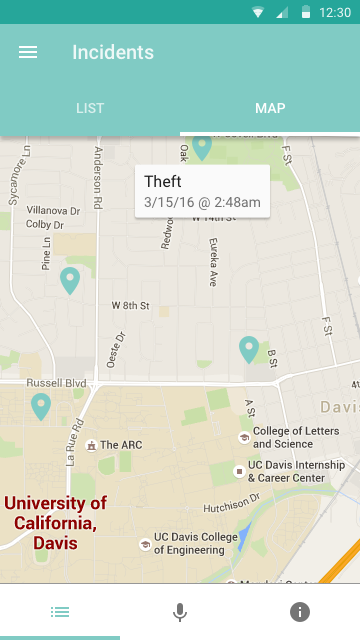 12:30
Incidents
LIST
MAP
Sycamore Ln
Anderson Rd
Oak
F St
Theft
3/15/16 @ 2:48am
Villanova Dr
Colby Dr
W 14th St
Pine Ln
Eureka Ave
W 8th St
F St
Oeste Dr
B St
Russell Blvd
La Rue Rd
A St
The ARC
College of Letters
and Science
UC Davis Internship
& Career Center
University of
California,
Davis
Hutchison Dr
UC Davis College
of Engineering